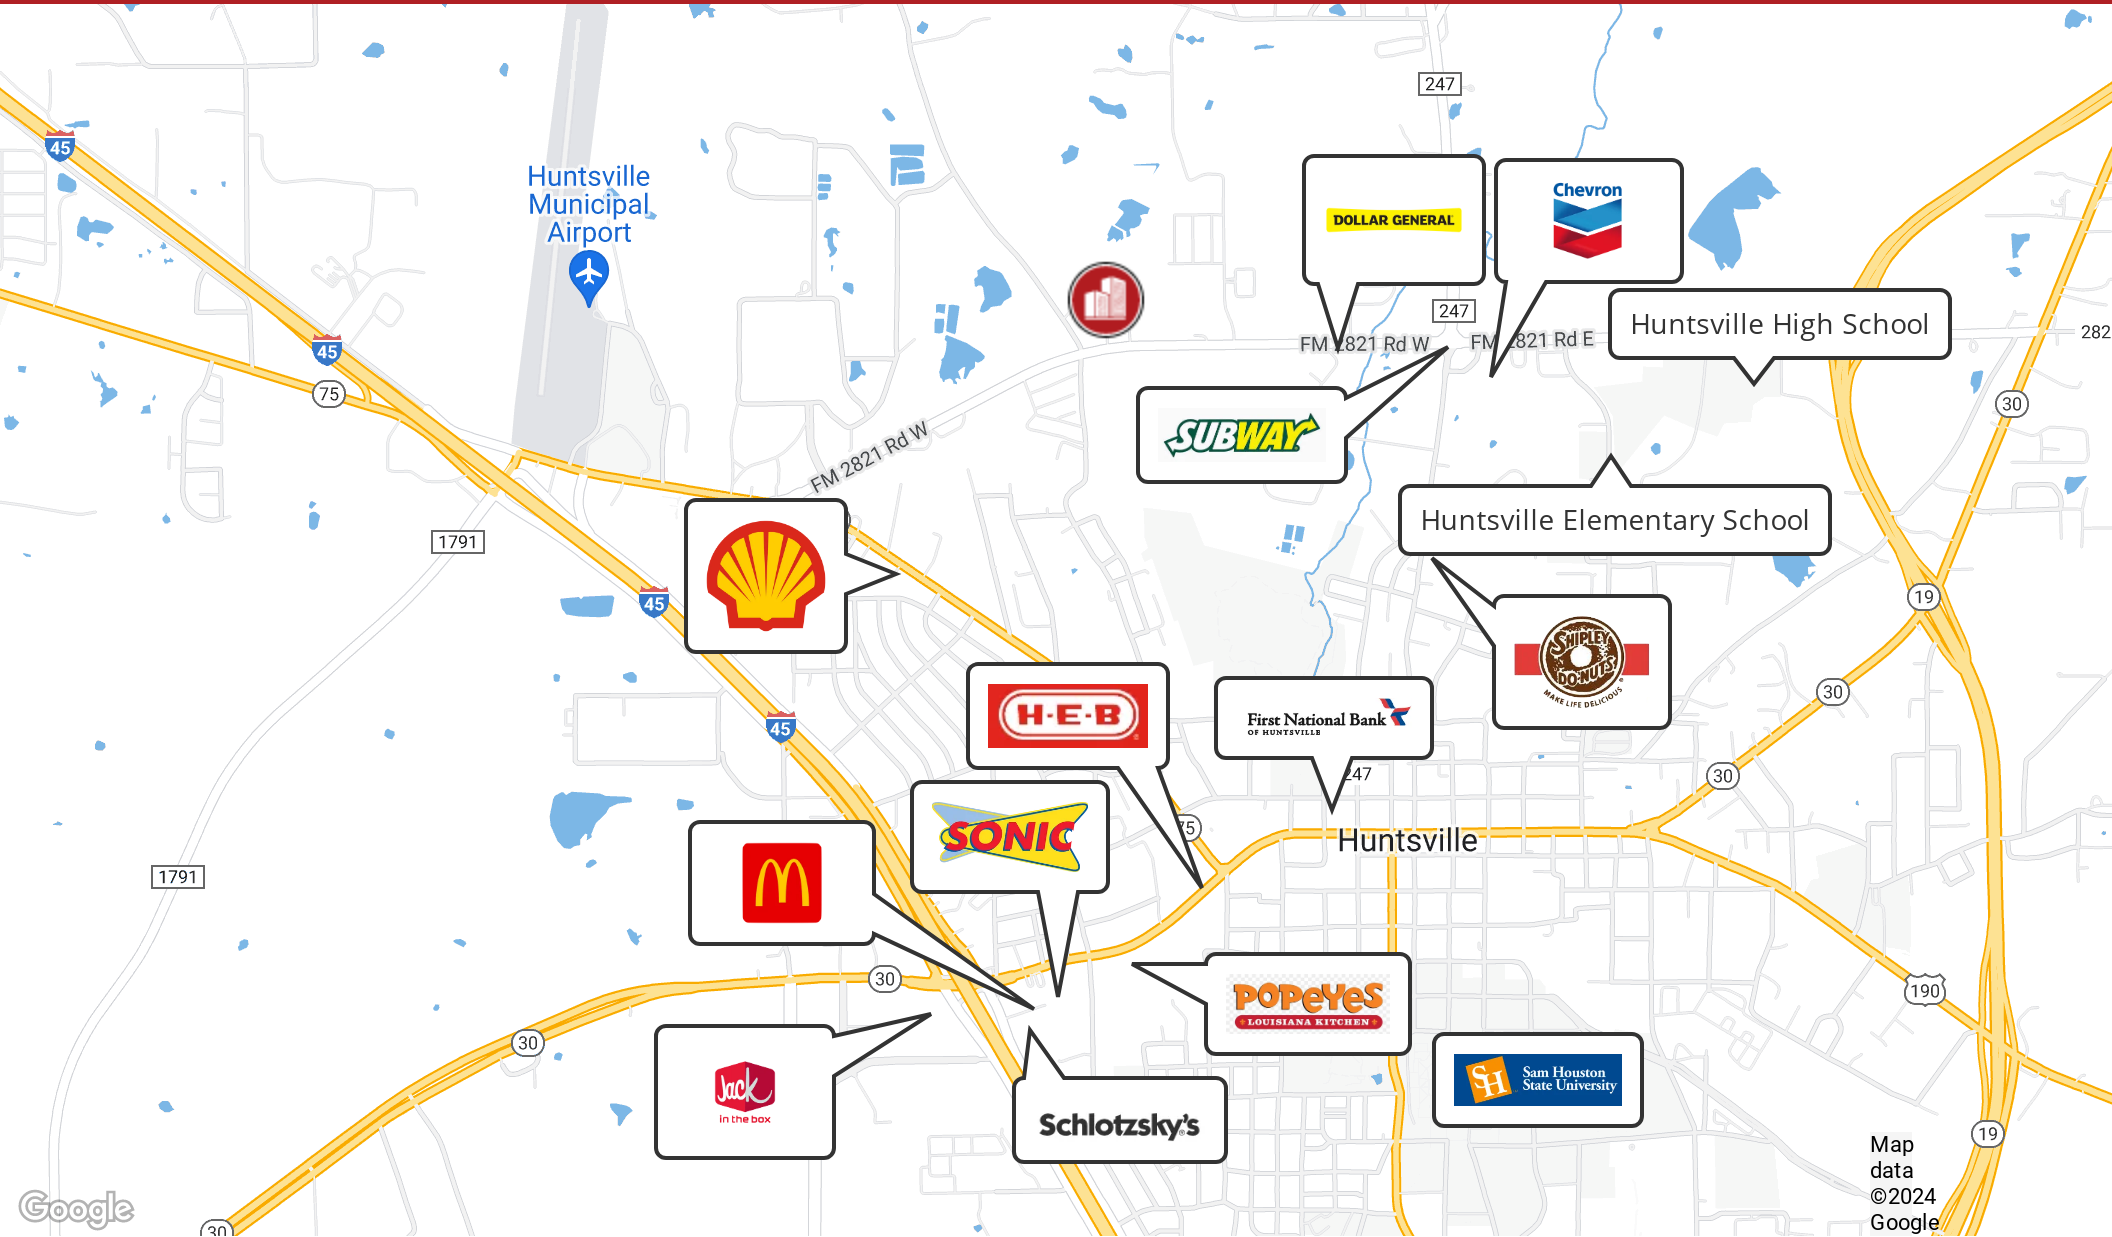 247
45
Huntsville
Municipal
Airport
DOLLAR GENERAL
Chevron
247
Huntsville High School
FM 2821 Rd W
FM 2821 Rd E
282
45
75
30
SUBWAY
FM 2821 Rd W
Huntsville Elementary School
1791
45
19
SHIPLEY
DO-NUTS
MAKE LIFE DELICIOUS
30
H-E-B
First National Bank
OF HUNTSVILLE
45
247
30
75
SONIC
Huntsville
1791
30
190
POPEYES
LOUISIANA KITCHEN
30
Sam Houston
State University
SH
Jack
in the box
Schlotzsky's
19
Map
data
©2024
Google
Google
30